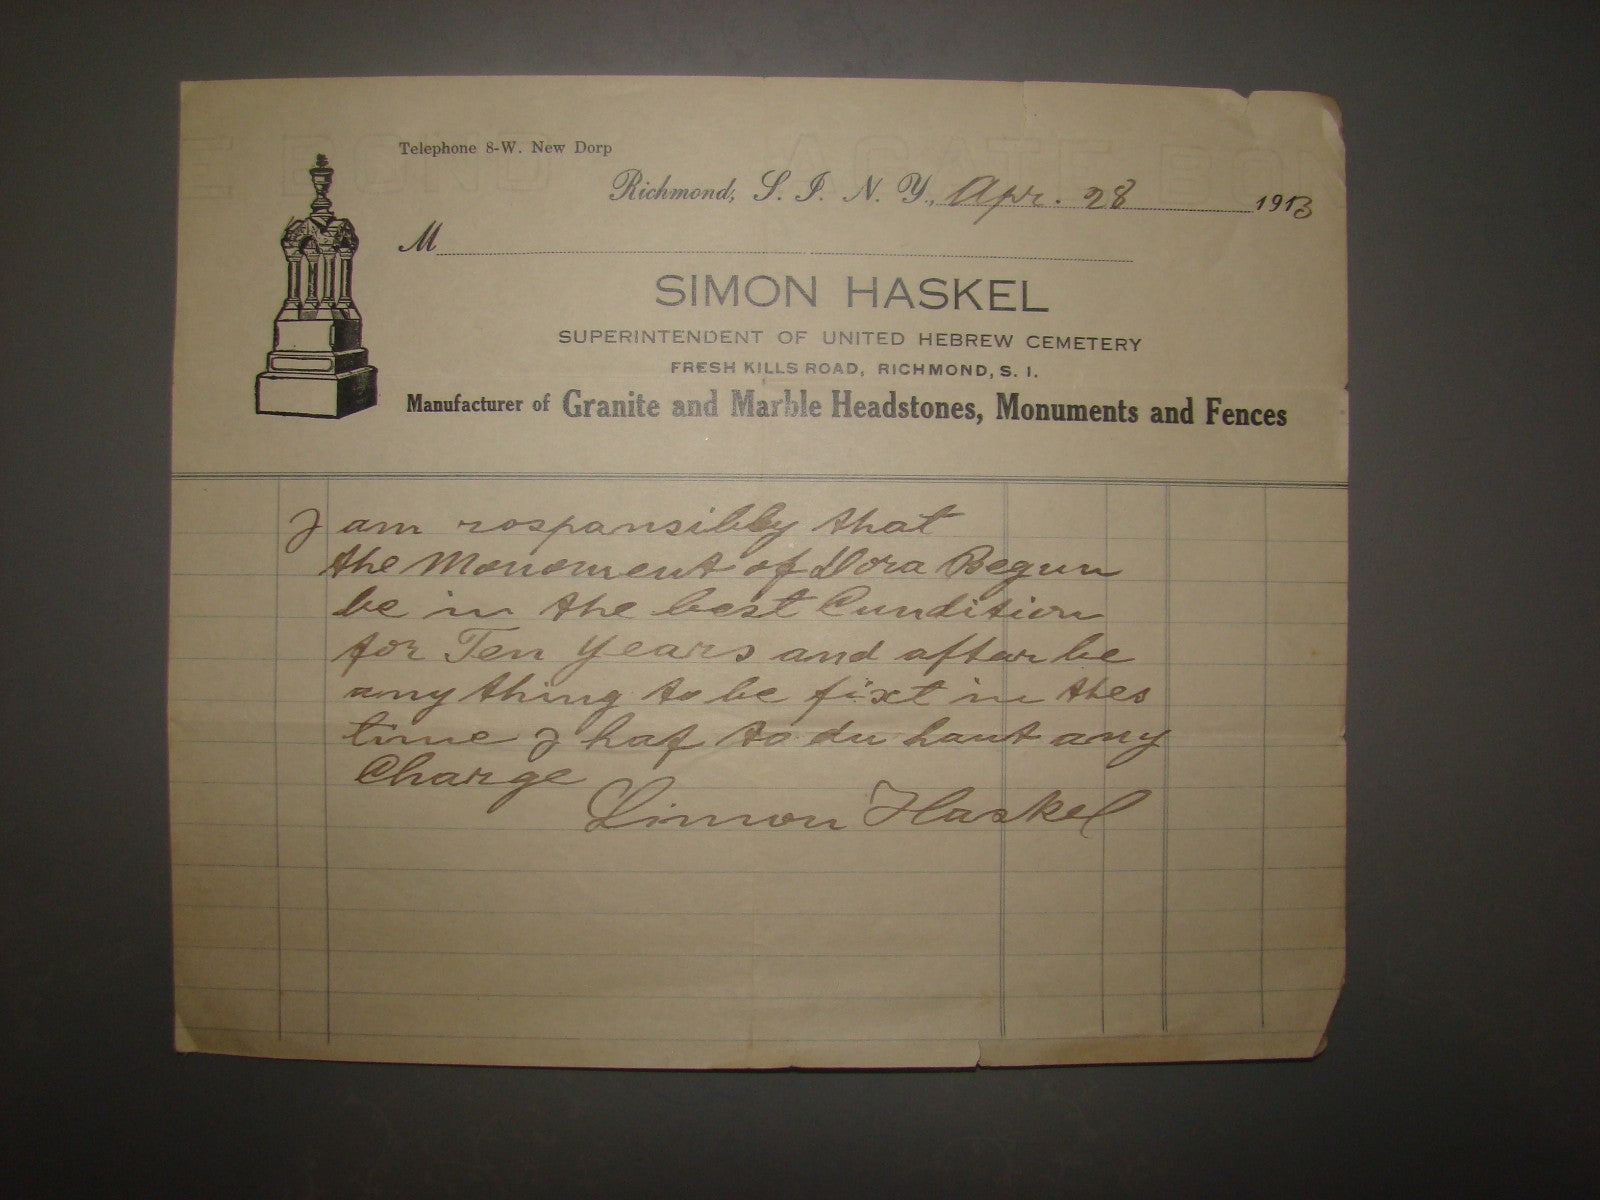 Telephone 8-W. New Dorp
Richmond, S. I. N. Y., Apr. 28 1913
M
SIMON HASKEL
SUPERINTENDENT OF UNITED HEBREW CEMETERY
FRESH KILLS ROAD, RICHMOND, S. I.
Manufacturer of Granite and Marble Headstones, Monuments and Fences
I am rospansibly that
the Monoment of Dora Begun
be in the best Cundition
for Ten Years and aftar be
any thing to be fixt in thes
time I haf to du haut any
Charge
Simon Haskel